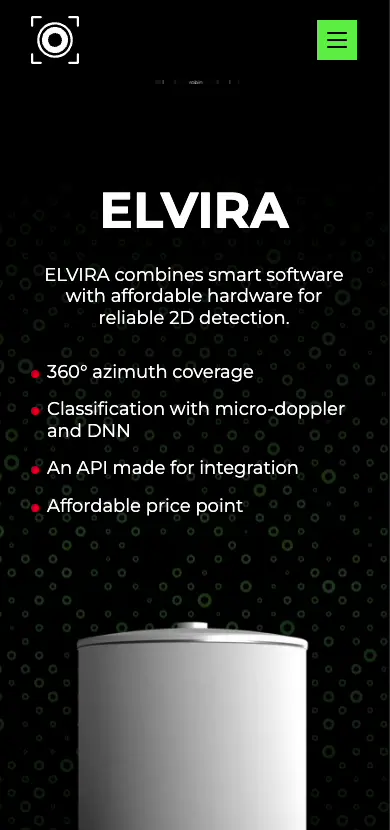 ELVIRA
ELVIRA combines smart software
with affordable hardware for
reliable 2D detection.
360° azimuth coverage
Classification with micro-doppler
and DNN
An API made for integration
Affordable price point